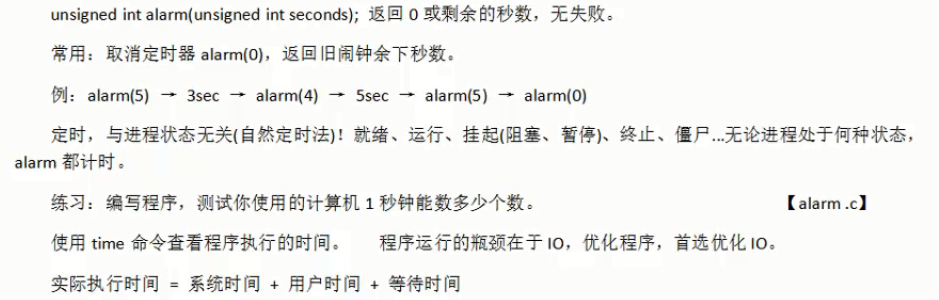 unsigned int alarm(unsigned int seconds); 返回 0 或剩余的秒数，无失败。
常用：取消定时器 alarm(0)，返回旧闹钟余下秒数。
例：alarm(5) → 3sec → alarm(4) → 5sec → alarm(5) → alarm(0)
定时，与进程状态无关(自然定时法)！就绪、运行、挂起(阻塞、暂停)、终止、僵尸...无论进程处于何种状态，
alarm 都计时。
练习：编写程序，测试你使用的计算机 1 秒钟能数多少个数。 【alarm .c】
使用 time 命令查看程序执行的时间。 程序运行的瓶颈在于 IO，优化程序，首选优化 IO。
实际执行时间 = 系统时间 + 用户时间 + 等待时间